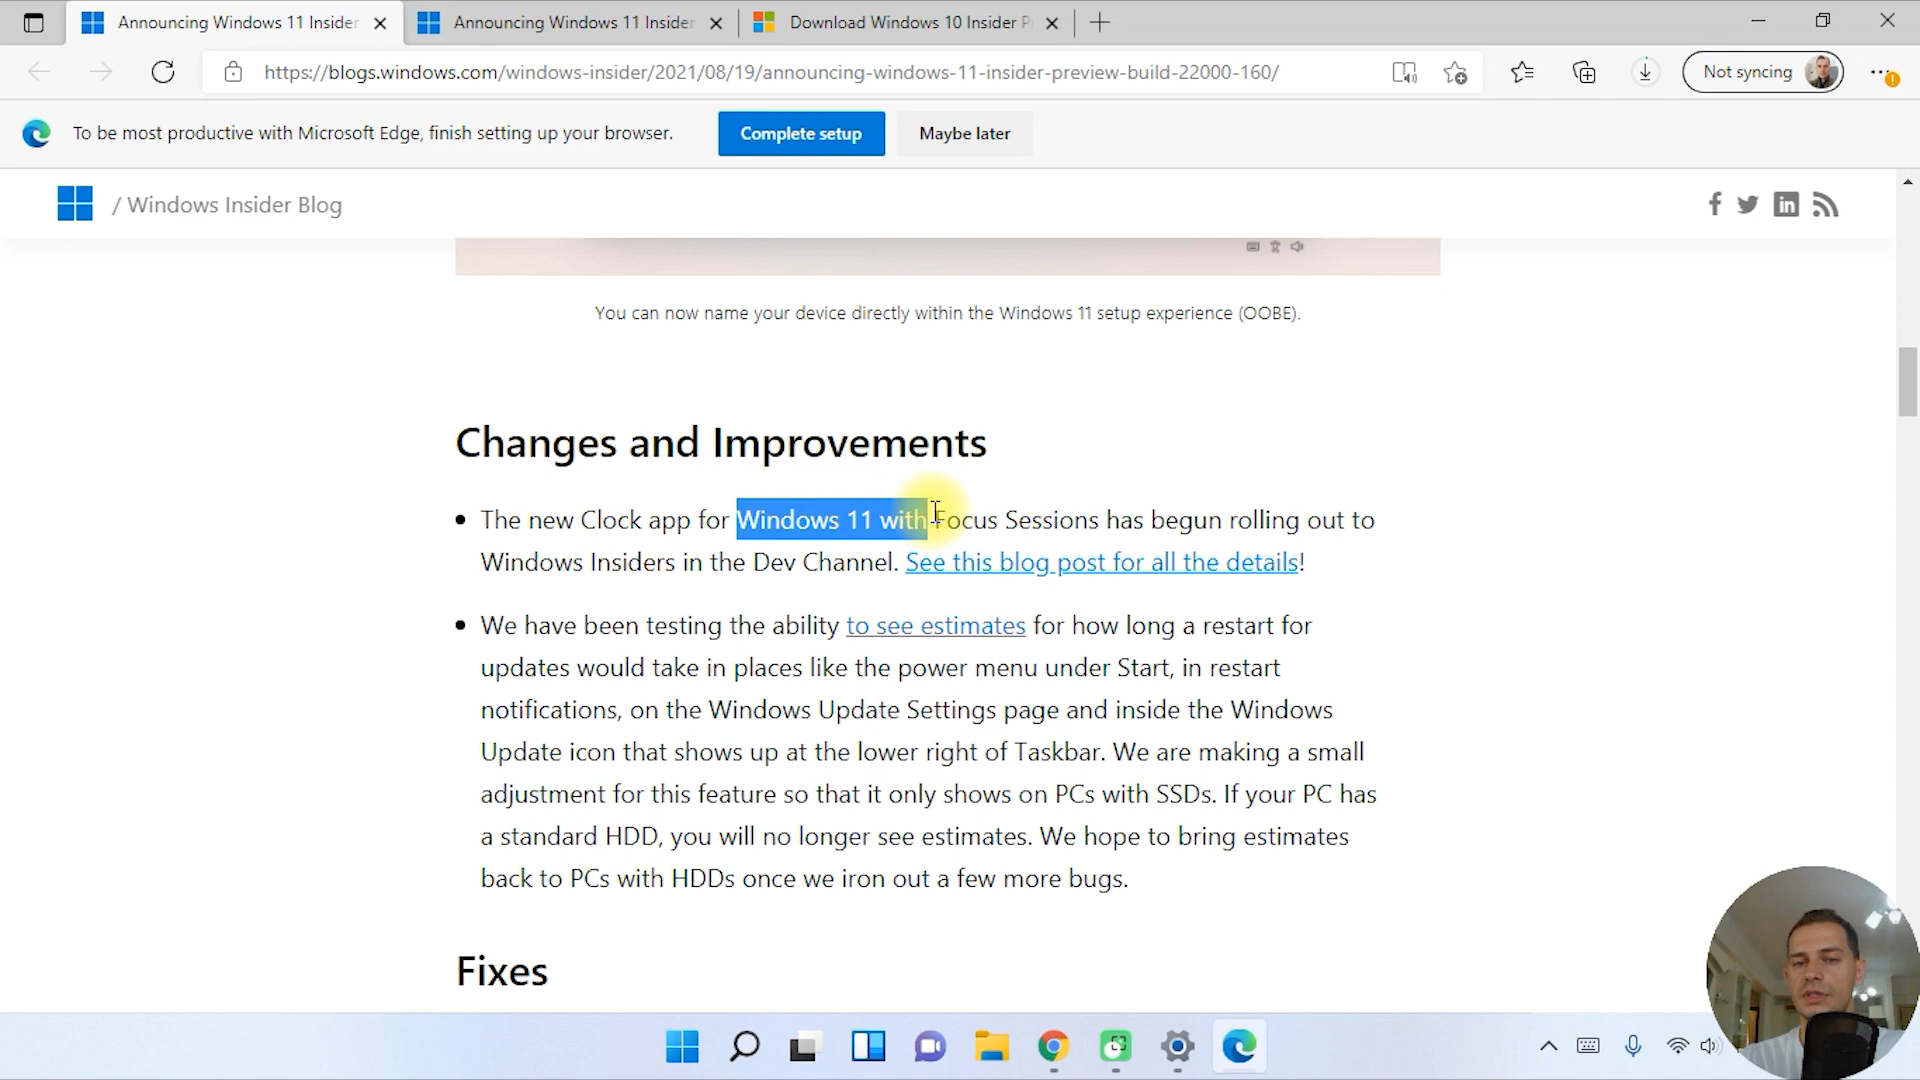 Announcing Windows 11 Insider
Announcing Windows 11 Insider
Download Windows 10 Insider P
https://blogs.windows.com/windows-insider/2021/08/19/announcing-windows-11-insider-preview-build-22000-160/
Not syncing
To be most productive with Microsoft Edge, finish setting up your browser.
Complete setup
Maybe later
/ Windows Insider Blog
You can now name your device directly within the Windows 11 setup experience (OOBE).
Changes and Improvements
• The new Clock app for Windows 11 with Focus Sessions has begun rolling out to
Windows Insiders in the Dev Channel. See this blog post for all the details!
• We have been testing the ability to see estimates for how long a restart for
updates would take in places like the power menu under Start, in restart
notifications, on the Windows Update Settings page and inside the Windows
Update icon that shows up at the lower right of Taskbar. We are making a small
adjustment for this feature so that it only shows on PCs with SSDs. If your PC has
a standard HDD, you will no longer see estimates. We hope to bring estimates
back to PCs with HDDs once we iron out a few more bugs.
Fixes